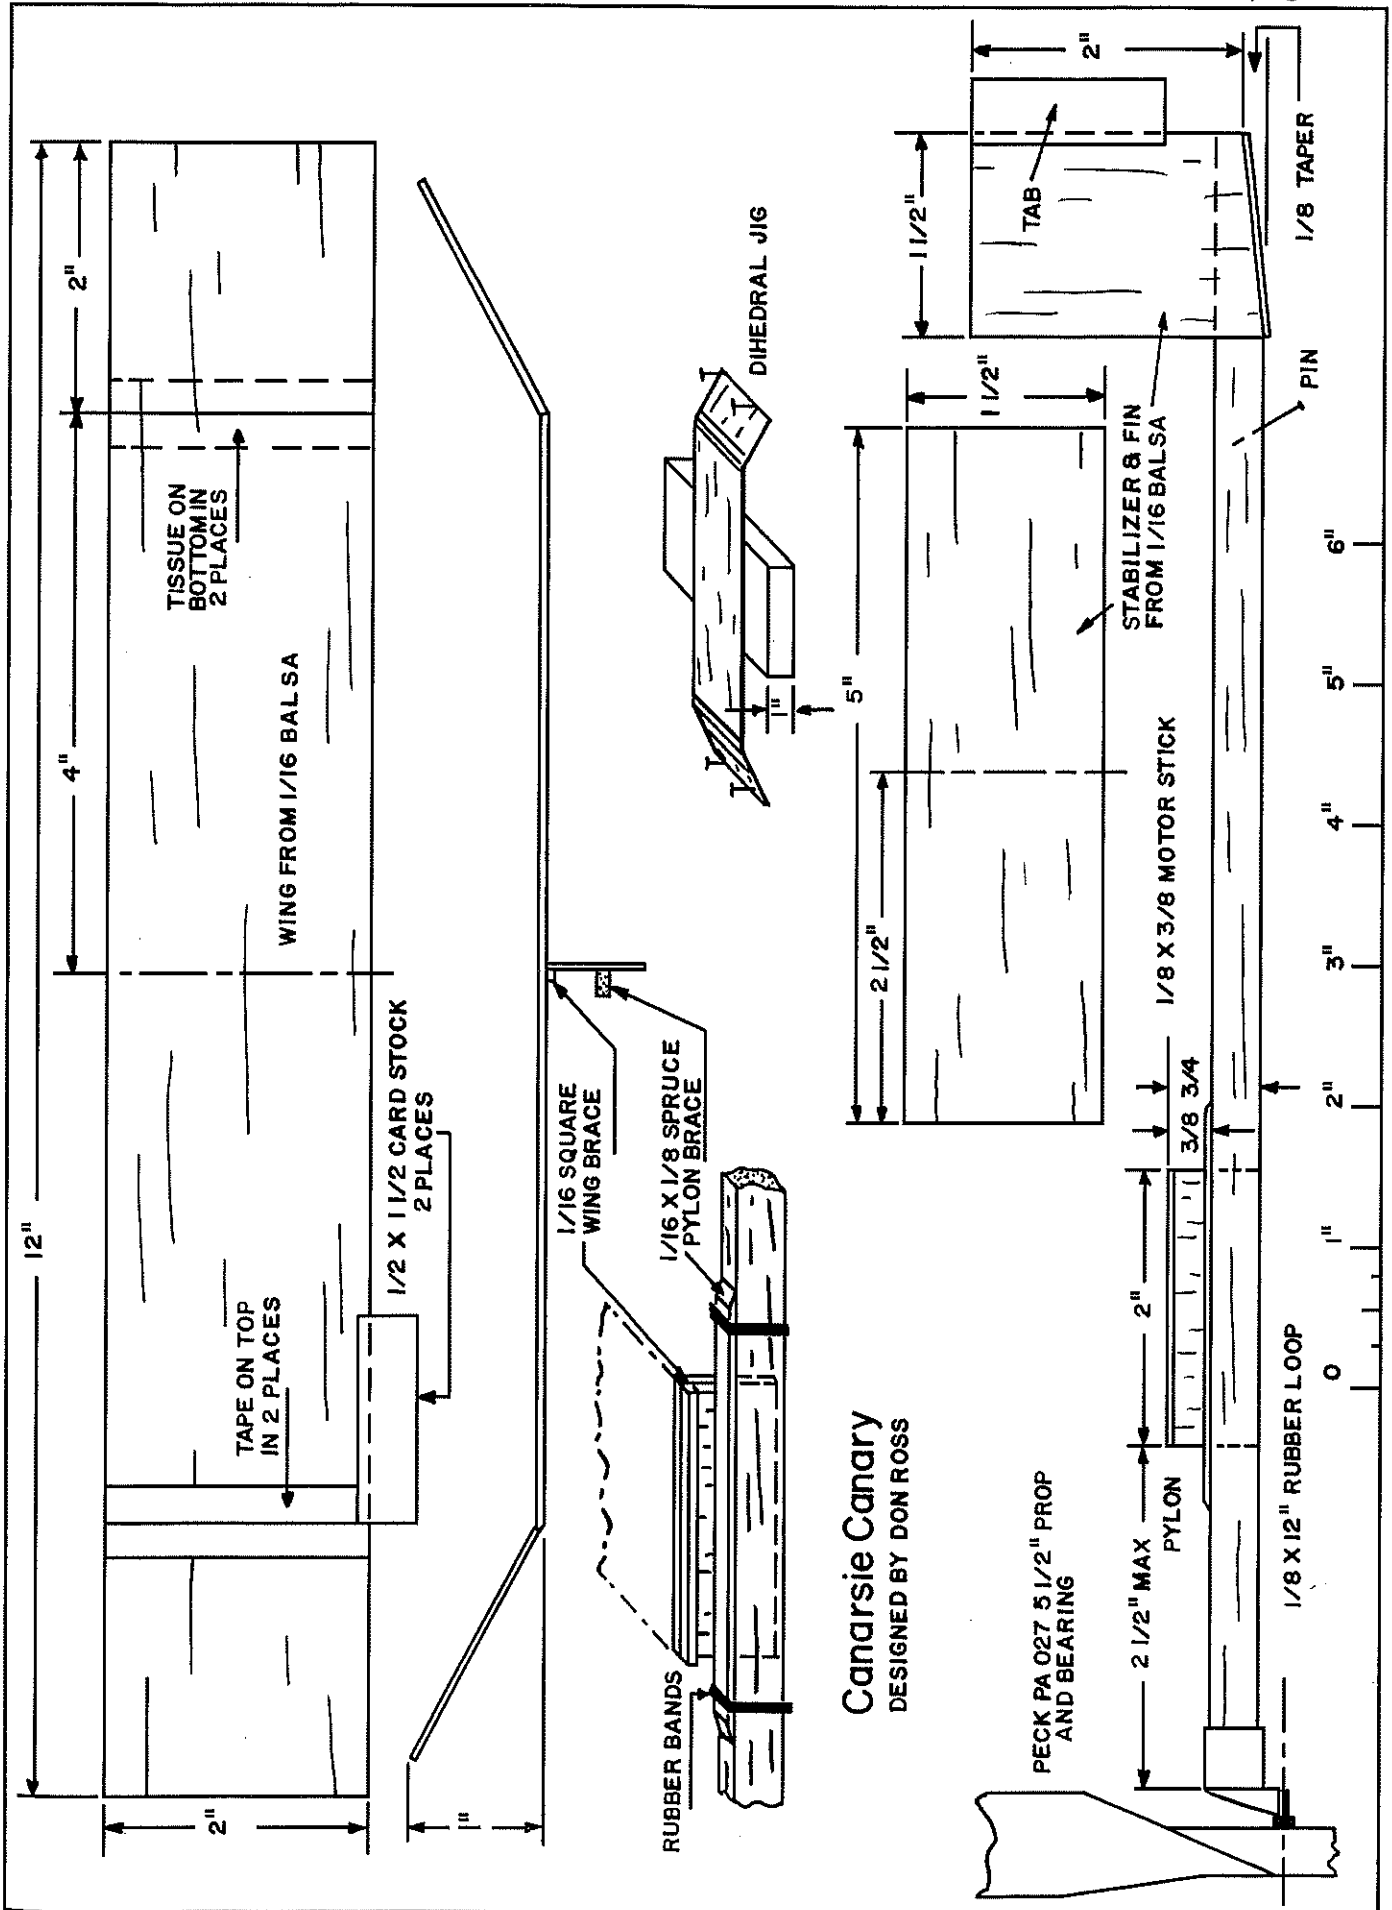 12"
2"
4"
2"
TISSUE ON
BOTTOM IN
2 PLACES
WING FROM 1/16 BALSA
TAPE ON TOP
IN 2 PLACES
1/2 X 1 1/2 CARD STOCK
2 PLACES
1"
1/16 SQUARE
WING BRACE
1/16 X 1/8 SPRUCE
PYLON BRACE
RUBBER BANDS
DIHEDRAL JIG
1"
Canarsie Canary
DESIGNED BY DON ROSS
5"
2 1/2"
1 1/2"
STABILIZER & FIN
FROM 1/16 BALSA
1 1/2"
2"
TAB
1/8 TAPER
PECK PA 027 5 1/2" PROP
AND BEARING
2 1/2" MAX
PYLON
2"
3/8
3/4
1/8 X 3/8 MOTOR STICK
PIN
1/8 X 12" RUBBER LOOP
0
1"
2"
3"
4"
5"
6"